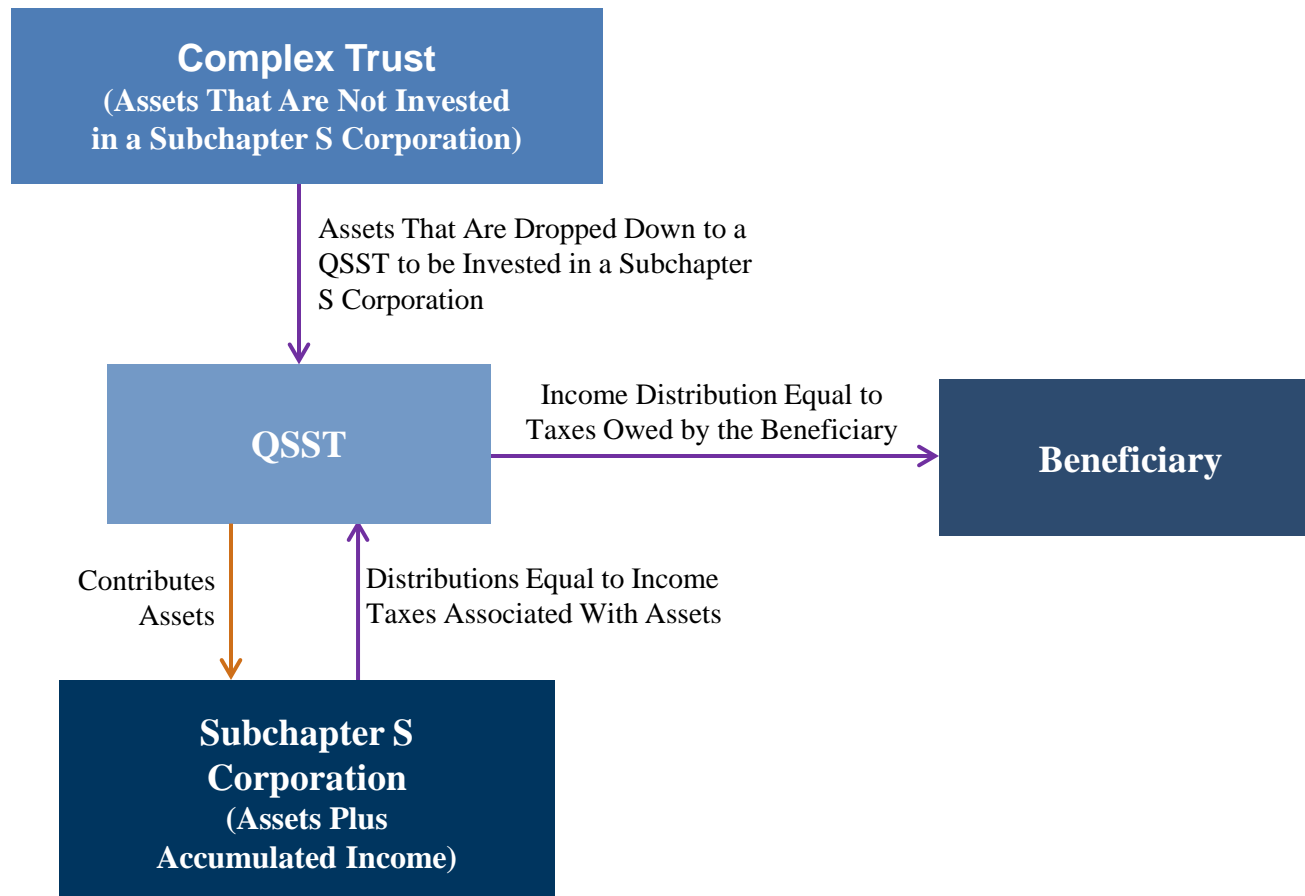 Complex Trust
(Assets That Are Not Invested
in a Subchapter S Corporation)
Assets That Are Dropped Down to a
QSST to be Invested in a Subchapter
S Corporation
QSST
Income Distribution Equal to
Taxes Owed by the Beneficiary
Beneficiary
Contributes
Assets
Distributions Equal to Income
Taxes Associated With Assets
Subchapter S
Corporation
(Assets Plus
Accumulated Income)